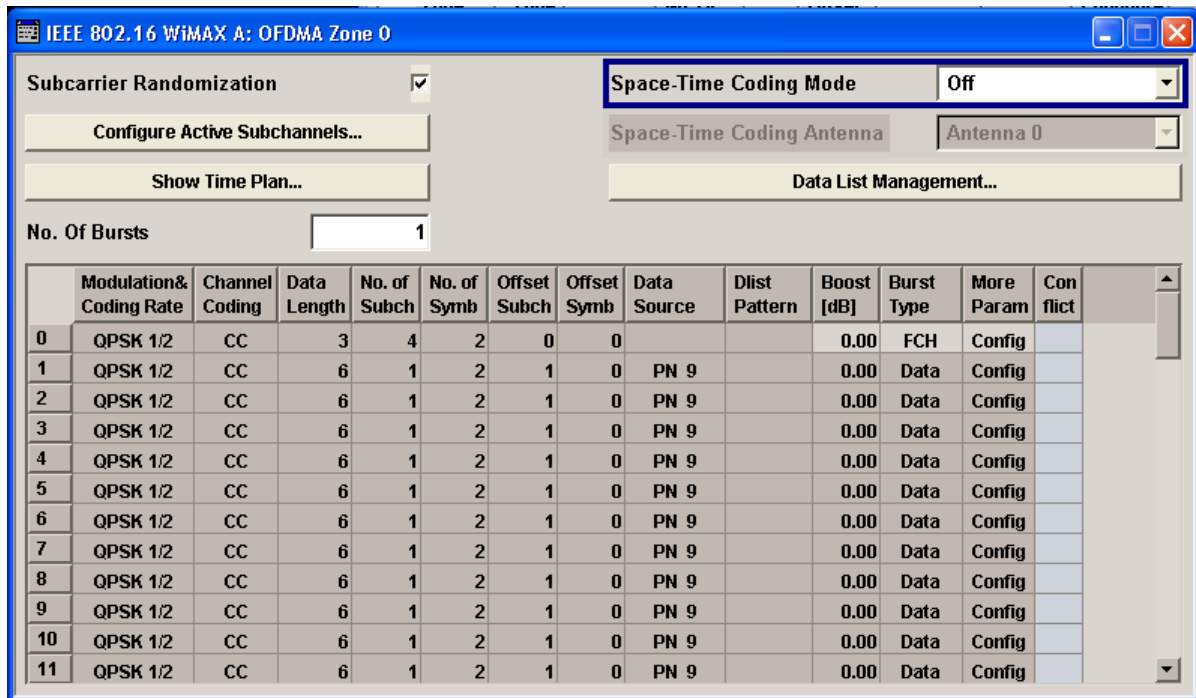 IEEE 802.16 WiMAX A: OFDMA Zone 0
Subcarrier Randomization
Space-Time Coding Mode Off
Configure Active Subchannels...
Space-Time Coding Antenna Antenna 0
Show Time Plan...
Data List Management...
No. Of Bursts 1
Modulation& Channel Data No. of No. of Offset Offset Data Dlist Boost Burst More Con
Coding Rate Coding Length Subch Symb Subch Symb Source Pattern [dB] Type Param flict
0 QPSK 1/2 CC 3 4 2 0 0 0.00 FCH Config
1 QPSK 1/2 CC 6 1 2 1 0 PN 9 0.00 Data Config
2 QPSK 1/2 CC 6 1 2 1 0 PN 9 0.00 Data Config
3 QPSK 1/2 CC 6 1 2 1 0 PN 9 0.00 Data Config
4 QPSK 1/2 CC 6 1 2 1 0 PN 9 0.00 Data Config
5 QPSK 1/2 CC 6 1 2 1 0 PN 9 0.00 Data Config
6 QPSK 1/2 CC 6 1 2 1 0 PN 9 0.00 Data Config
7 QPSK 1/2 CC 6 1 2 1 0 PN 9 0.00 Data Config
8 QPSK 1/2 CC 6 1 2 1 0 PN 9 0.00 Data Config
9 QPSK 1/2 CC 6 1 2 1 0 PN 9 0.00 Data Config
10 QPSK 1/2 CC 6 1 2 1 0 PN 9 0.00 Data Config
11 QPSK 1/2 CC 6 1 2 1 0 PN 9 0.00 Data Config